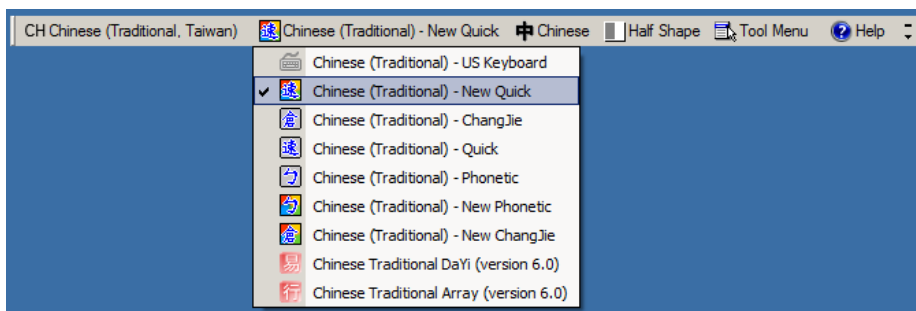 CH Chinese (Traditional, Taiwan) 速 Chinese (Traditional) - New Quick 中 Chinese Half Shape Tool Menu ? Help
Chinese (Traditional) - US Keyboard
速 Chinese (Traditional) - New Quick
倉 Chinese (Traditional) - ChangJie
速 Chinese (Traditional) - Quick
ㄅ Chinese (Traditional) - Phonetic
ㄅ Chinese (Traditional) - New Phonetic
倉 Chinese (Traditional) - New ChangJie
易 Chinese Traditional DaYi (version 6.0)
行 Chinese Traditional Array (version 6.0)